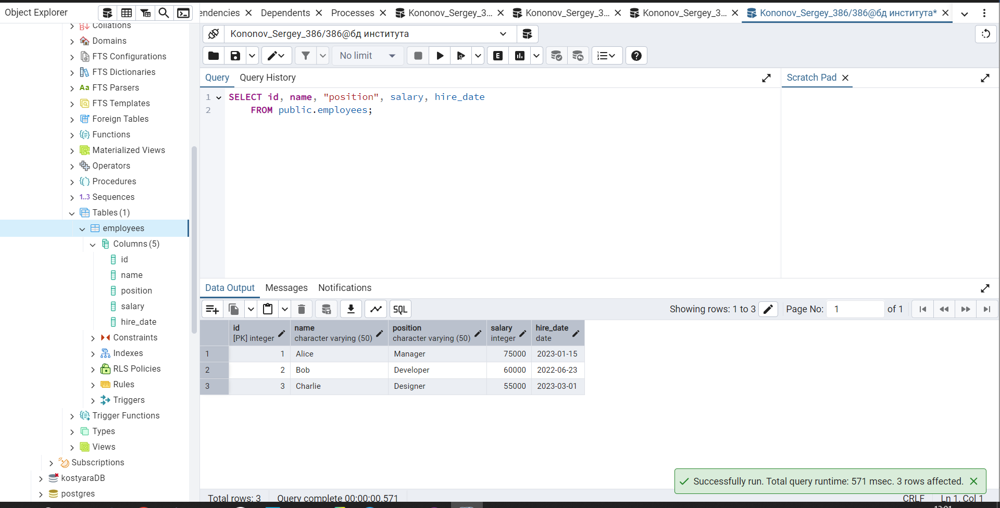 Object Explorer
Collations
Domains
FTS Configurations
FTS Dictionaries
Aa FTS Parsers
FTS Templates
Foreign Tables
Functions
Materialized Views
Operators
Procedures
1..3 Sequences
Tables (1)
employees
Columns (5)
id
name
position
salary
hire_date
Constraints
Indexes
RLS Policies
Rules
Triggers
Trigger Functions
Types
Views
Subscriptions
kostyaraDB
postgres
endencies
Dependents
Processes
Kononov_Sergey_3...
Kononov_Sergey_3...
Kononov_Sergey_3...
Kononov_Sergey_386/386@бд института*
Kononov_Sergey_386/386@бд института
No limit
E
Query
Query History
Scratch Pad
1 SELECT id, name, "position", salary, hire_date
2 FROM public.employees;
Data Output
Messages
Notifications
SQL
Showing rows: 1 to 3
Page No: 1 of 1
id name position salary hire_date
[PK] integer character varying (50) character varying (50) integer date
1 1 Alice Manager 75000 2023-01-15
2 2 Bob Developer 60000 2022-06-23
3 3 Charlie Designer 55000 2023-03-01
Successfully run. Total query runtime: 571 msec. 3 rows affected.
Total rows: 3
Query complete 00:00:00.571
CRLF
Ln 1, Col 1